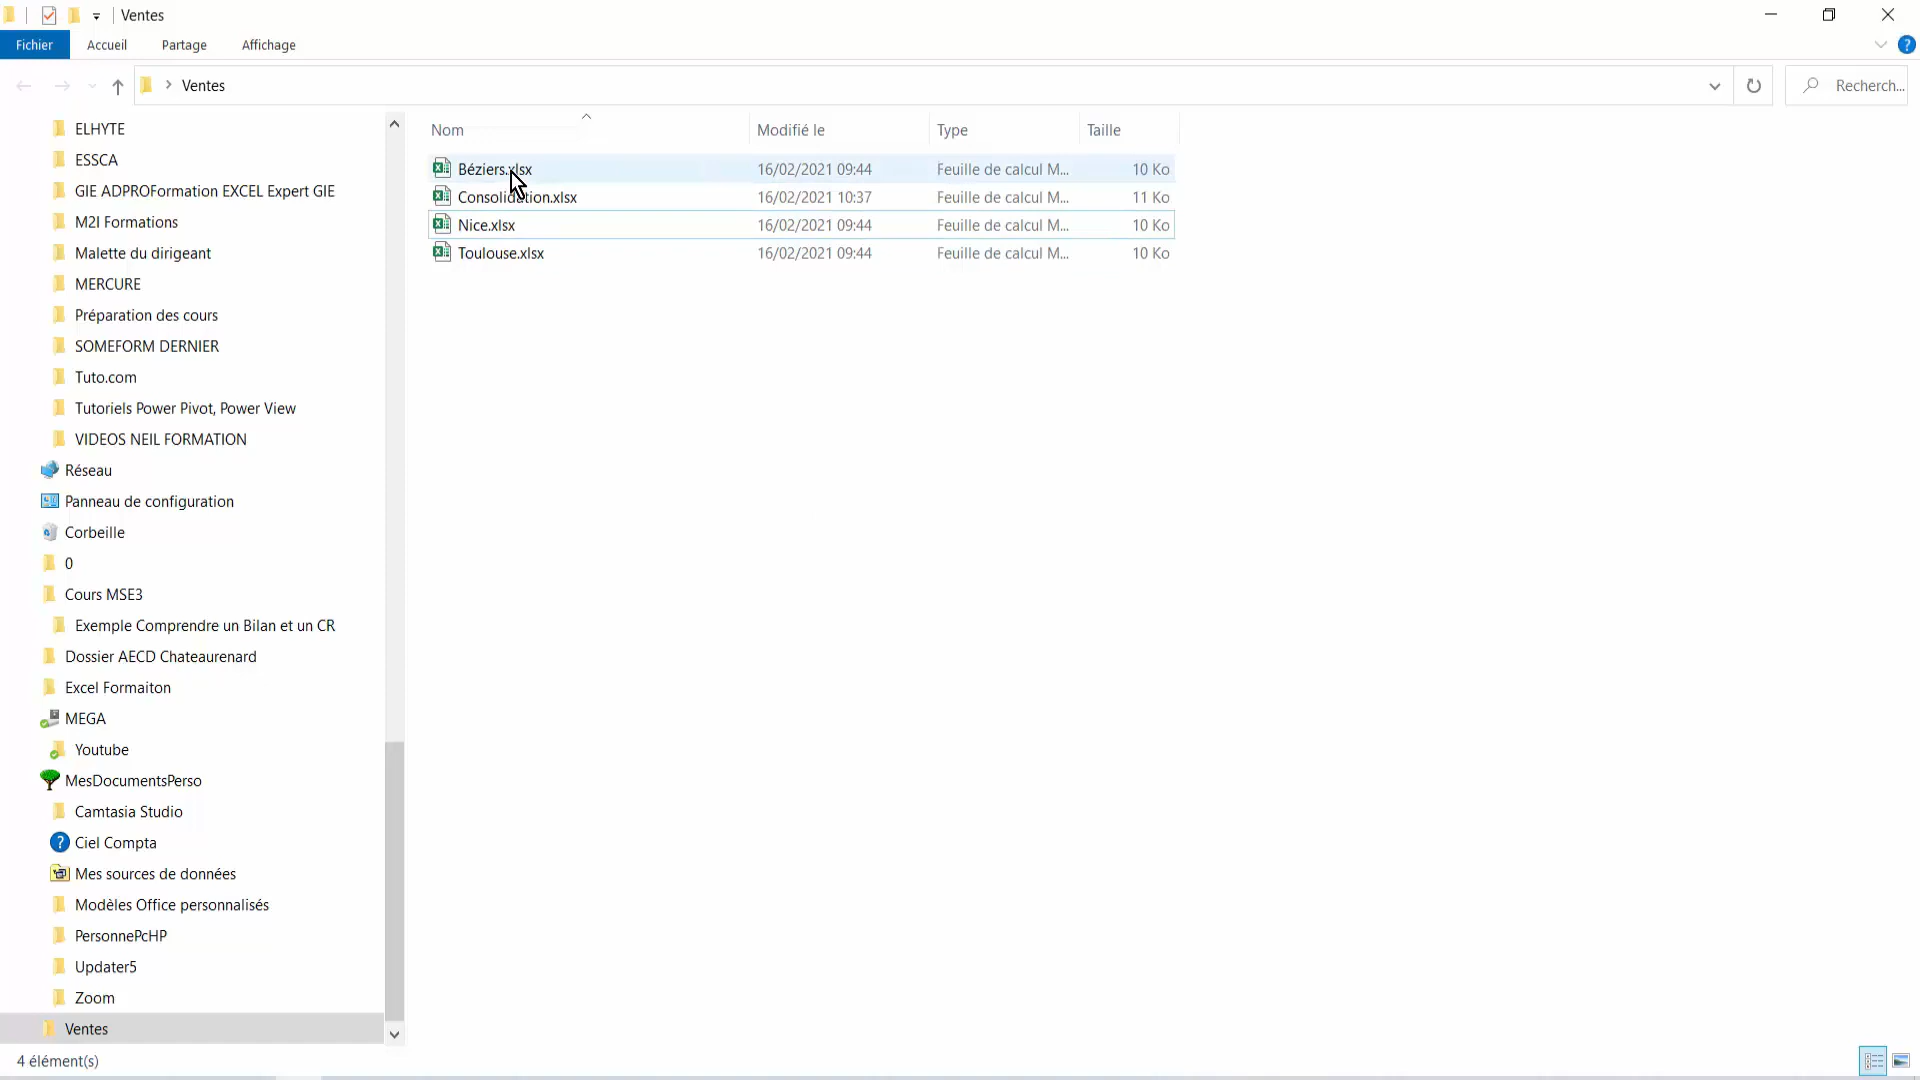 Ventes
Fichier Accueil Partage Affichage
Ventes Recherch...
Nom Modifié le Type Taille
Béziers.xlsx 16/02/2021 09:44 Feuille de calcul M... 10 Ko
Consolidation.xlsx 16/02/2021 10:37 Feuille de calcul M... 11 Ko
Nice.xlsx 16/02/2021 09:44 Feuille de calcul M... 10 Ko
Toulouse.xlsx 16/02/2021 09:44 Feuille de calcul M... 10 Ko
ELHYTE
ESSCA
GIE ADPROFormation EXCEL Expert GIE
M2I Formations
Malette du dirigeant
MERCURE
Préparation des cours
SOMEFORM DERNIER
Tuto.com
Tutoriels Power Pivot, Power View
VIDEOS NEIL FORMATION
Réseau
Panneau de configuration
Corbeille
0
Cours MSE3
Exemple Comprendre un Bilan et un CR
Dossier AECD Chateaurenard
Excel Formaiton
MEGA
Youtube
MesDocumentsPerso
Camtasia Studio
Ciel Compta
Mes sources de données
Modèles Office personnalisés
PersonnePcHP
Updater5
Zoom
Ventes
4 élément(s)